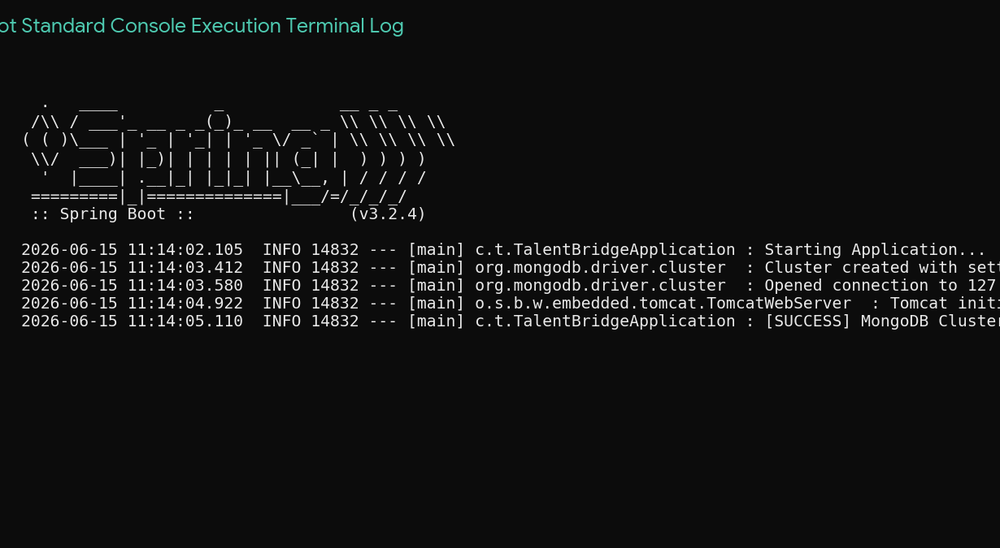 ot Standard Console Execution Terminal Log
  .   ____          _            __ _ _
 /\\ / ___'_ __ _ _(_)_ __  __ _ \\ \\ \\ \\
( ( )\___ | '_ | '_| | '_ \/ _` | \\ \\ \\ \\
 \\/  ___)| |_)| | | | | || (_| |  ) ) ) )
  '  |____| .__|_| |_|_| |__\__, | / / / /
 =========|_|==============|___/=/_/_/_/
 :: Spring Boot ::                (v3.2.4)
2026-06-15 11:14:02.105  INFO 14832 --- [main] c.t.TalentBridgeApplication : Starting Application...
2026-06-15 11:14:03.412  INFO 14832 --- [main] org.mongodb.driver.cluster  : Cluster created with sett
2026-06-15 11:14:03.580  INFO 14832 --- [main] org.mongodb.driver.cluster  : Opened connection to 127
2026-06-15 11:14:04.922  INFO 14832 --- [main] o.s.b.w.embedded.tomcat.TomcatWebServer  : Tomcat initi
2026-06-15 11:14:05.110  INFO 14832 --- [main] c.t.TalentBridgeApplication : [SUCCESS] MongoDB Cluster